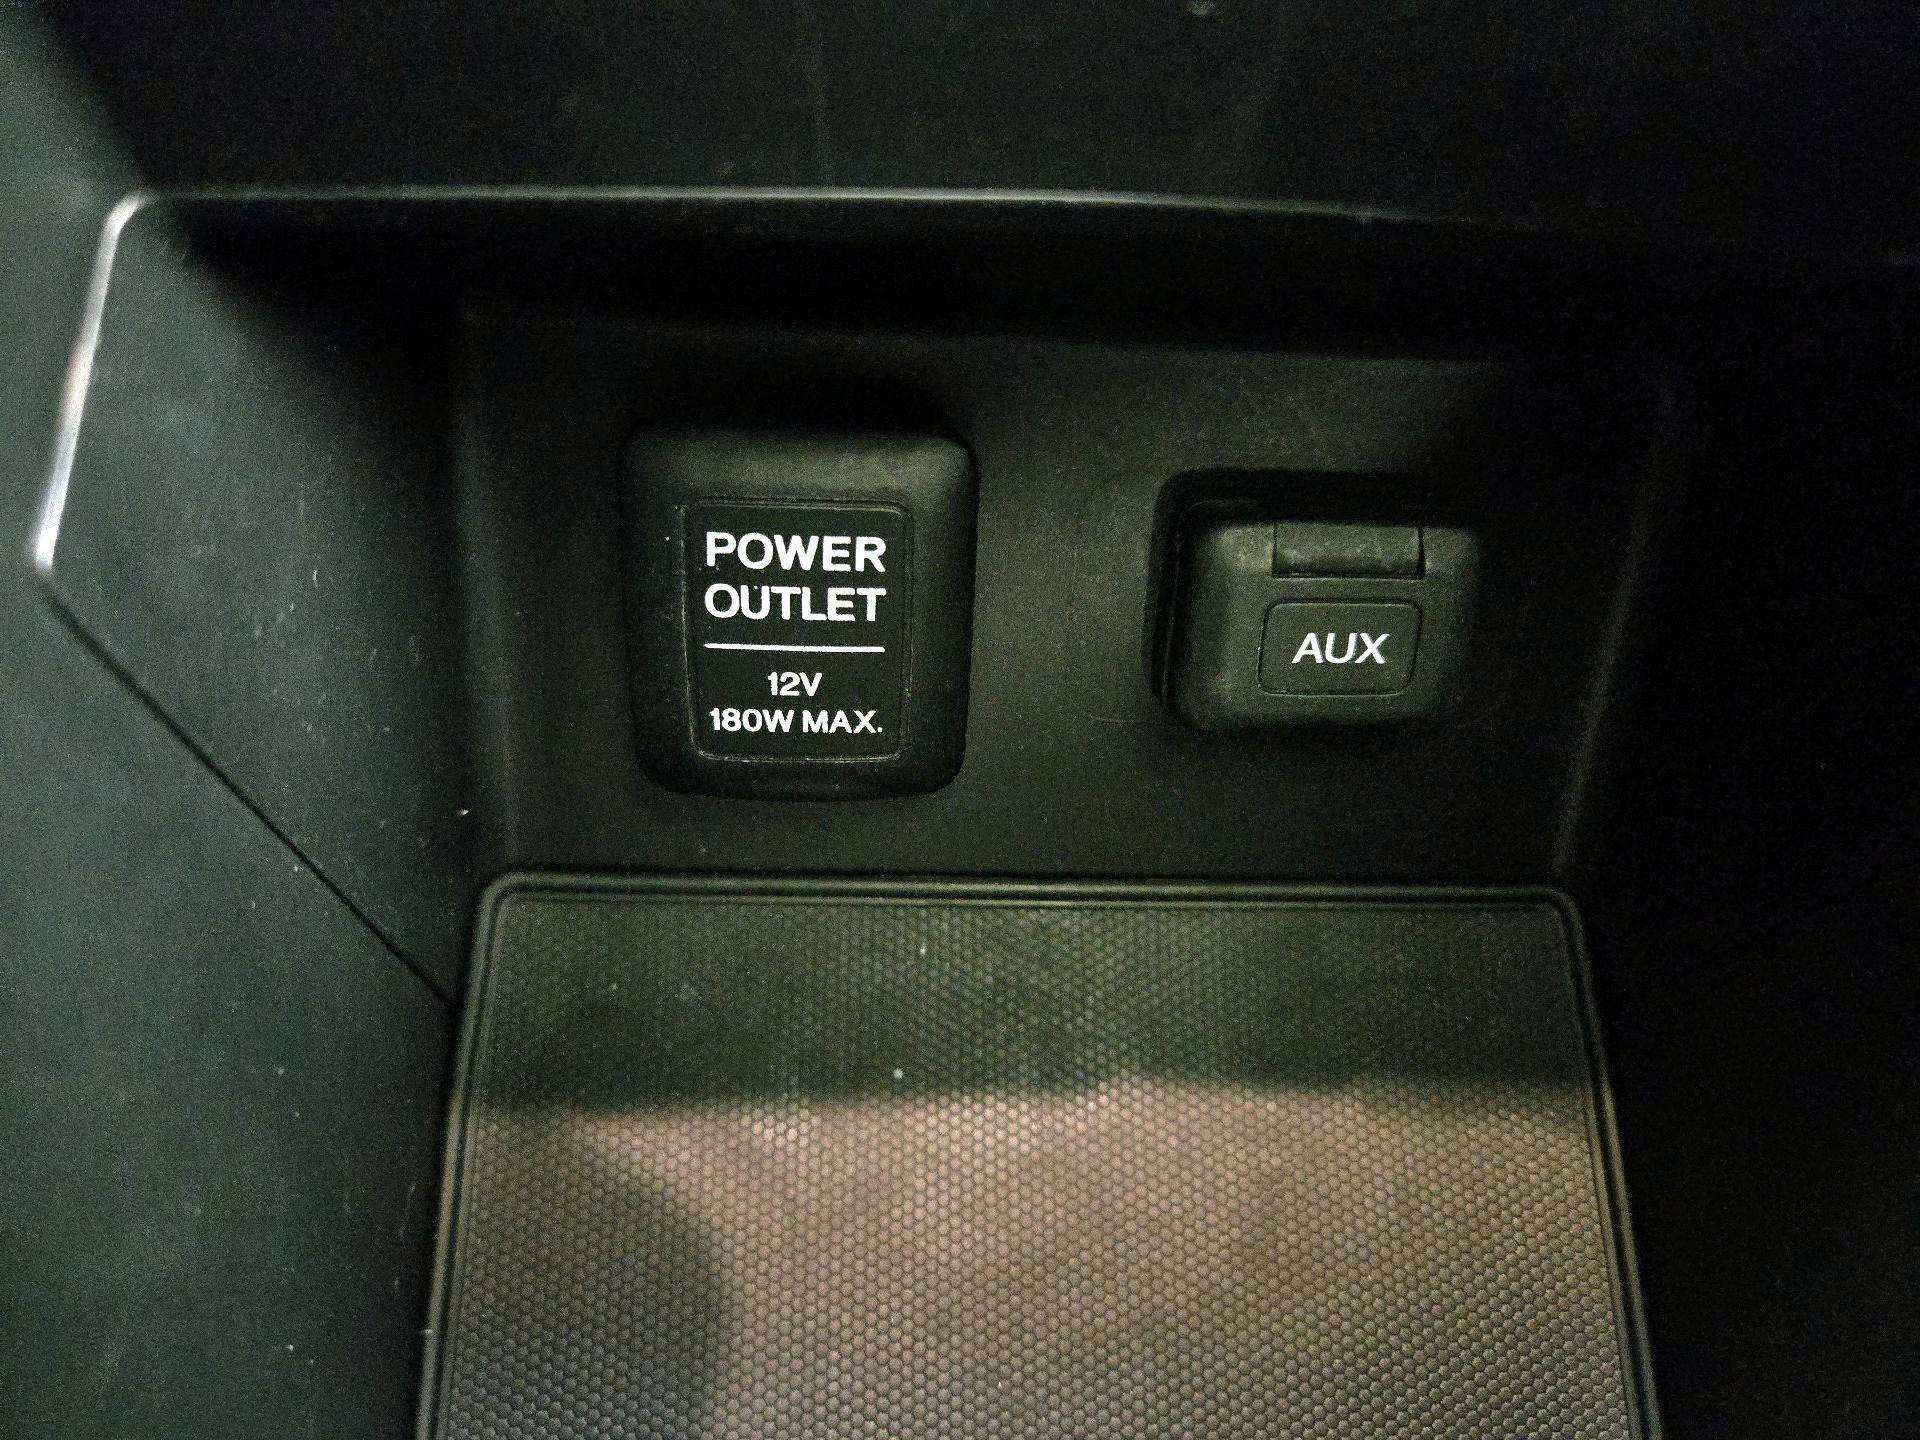 POWER
OUTLET
12V
180W MAX.
AUX